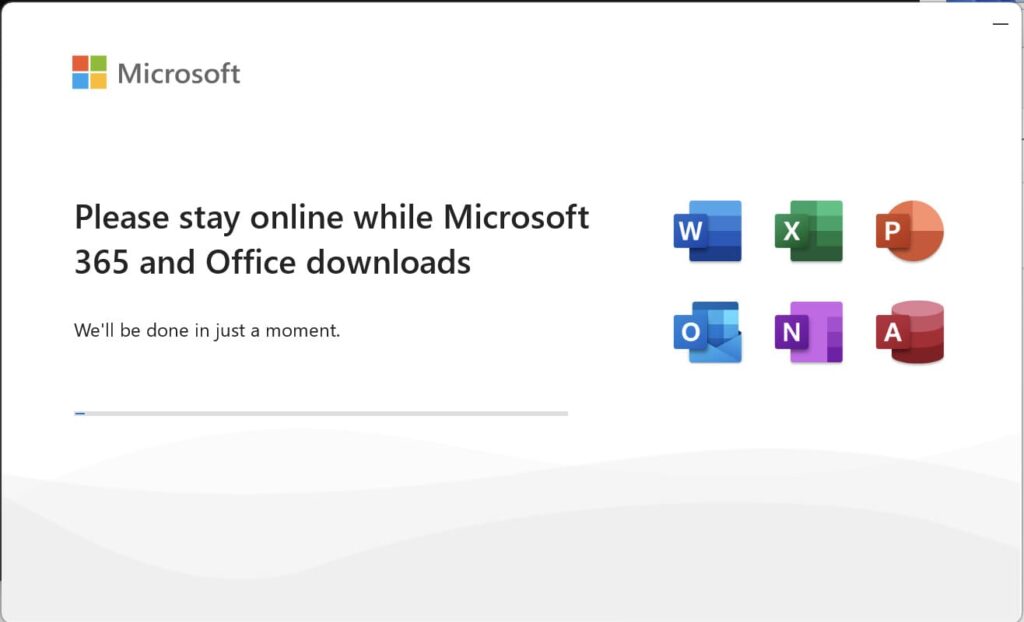 Microsoft
Please stay online while Microsoft
365 and Office downloads
We'll be done in just a moment.
W X P
O N A